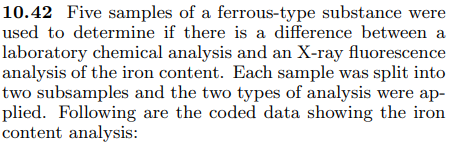 10.42 Five samples of a ferrous-type substance were
used to determine if there is a difference between a
laboratory chemical analysis and an X-ray fluorescence
analysis of the iron content. Each sample was split into
two subsamples and the two types of analysis were ap-
plied. Following are the coded data showing the iron
content analysis: